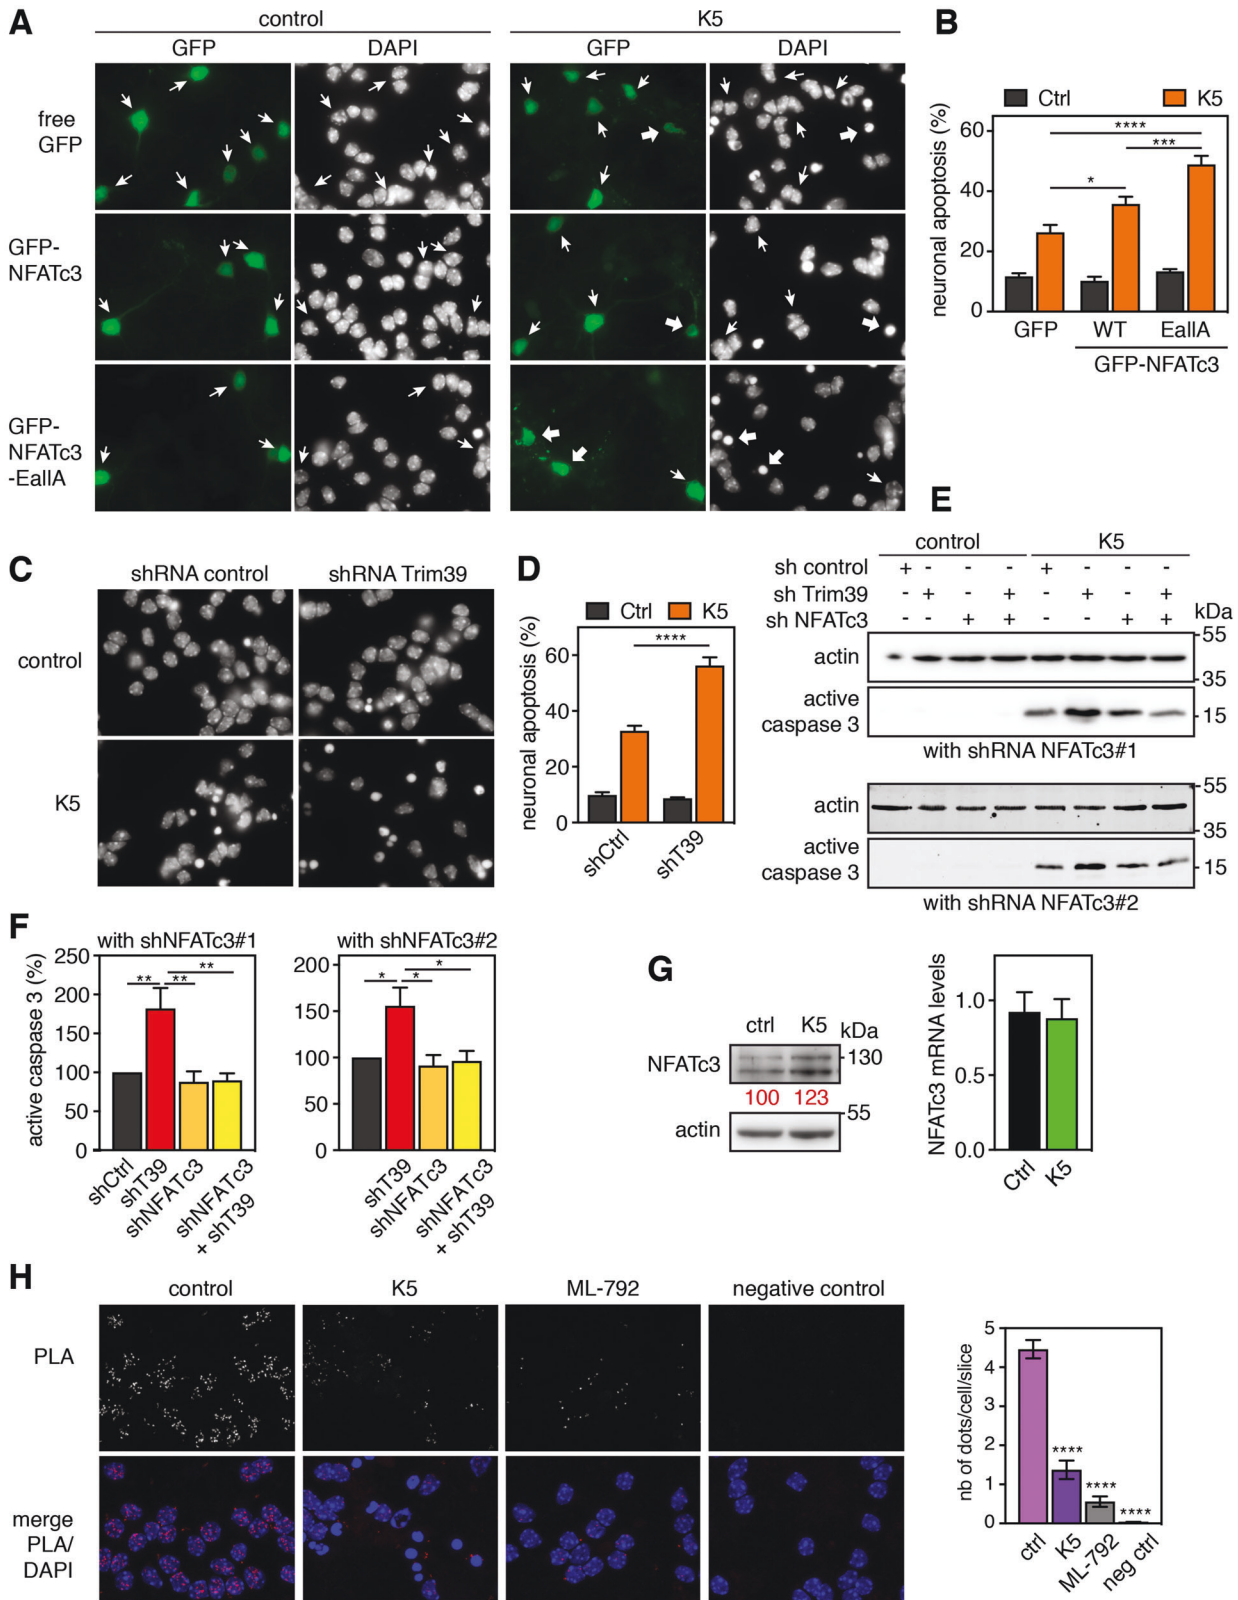 A
control
K5
GFP
DAPI
GFP
DAPI
free
GFP
GFP-
NFATc3
GFP-
NFATc3
-EallA
B
Ctrl
K5
neuronal apoptosis (%)
60
40
20
0
****
***
*
GFP
WT
EallA
GFP-NFATc3
C
shRNA control
shRNA Trim39
control
K5
D
Ctrl
K5
neuronal apoptosis (%)
60
40
20
0
****
shCtrl
shT39
E
control
K5
sh control + - - - + - - -
sh Trim39 - + - + - + - +
sh NFATc3 - - + + - - + +
kDa
actin
55
35
active
caspase 3
15
with shRNA NFATc3#1
actin
55
35
active
caspase 3
15
with shRNA NFATc3#2
F
with shNFATc3#1
active caspase 3 (%)
250
200
150
100
50
0
**
**
**
shCtrl
shT39
shNFATc3
shNFATc3
+ shT39
with shNFATc3#2
200
150
100
50
0
*
*
*
shT39
shNFATc3
shNFATc3
+ shT39
G
ctrl
K5
kDa
NFATc3
130
100
123
55
actin
NFATc3 mRNA levels
1.0
0.5
0.0
Ctrl
K5
H
control
K5
ML-792
negative control
PLA
merge
PLA/
DAPI
nb of dots/cell/slice
5
4
3
2
1
0
****
****
****
ctrl
K5
ML-792
neg ctrl